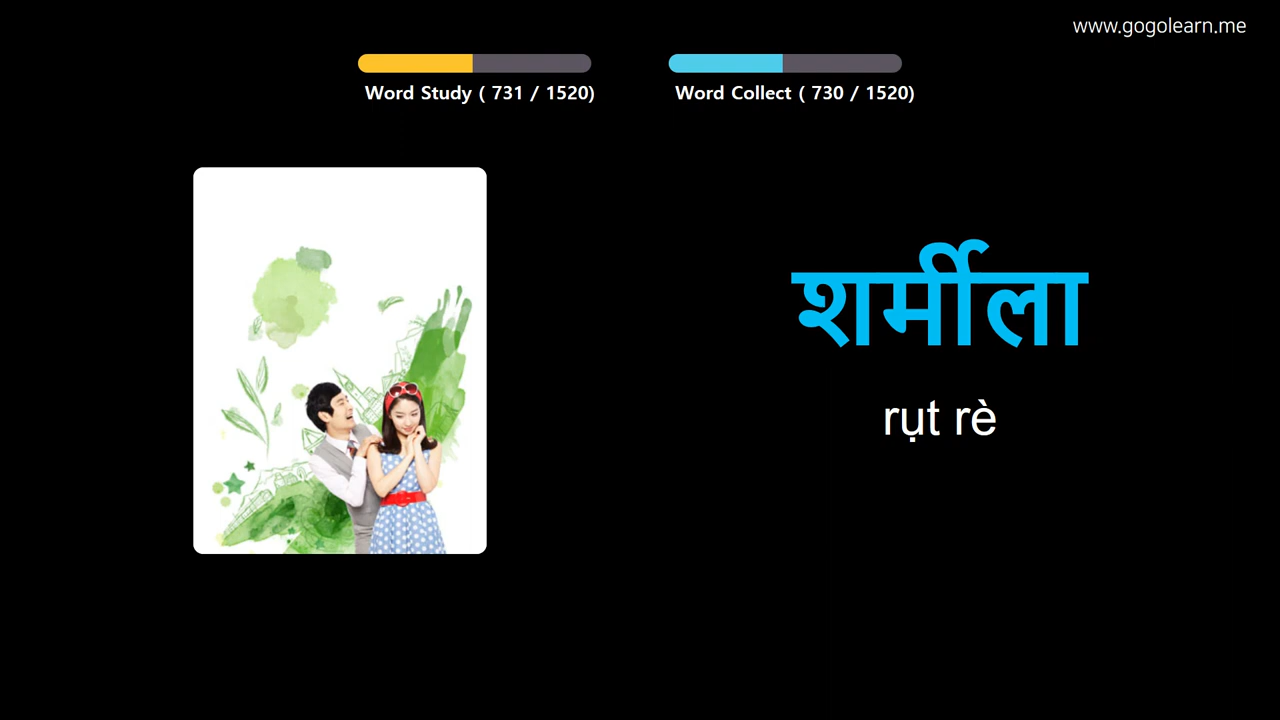 www.gogolearn.me
Word Study ( 731 / 1520)
Word Collect ( 730 / 1520)
शर्मीला
rụt rè